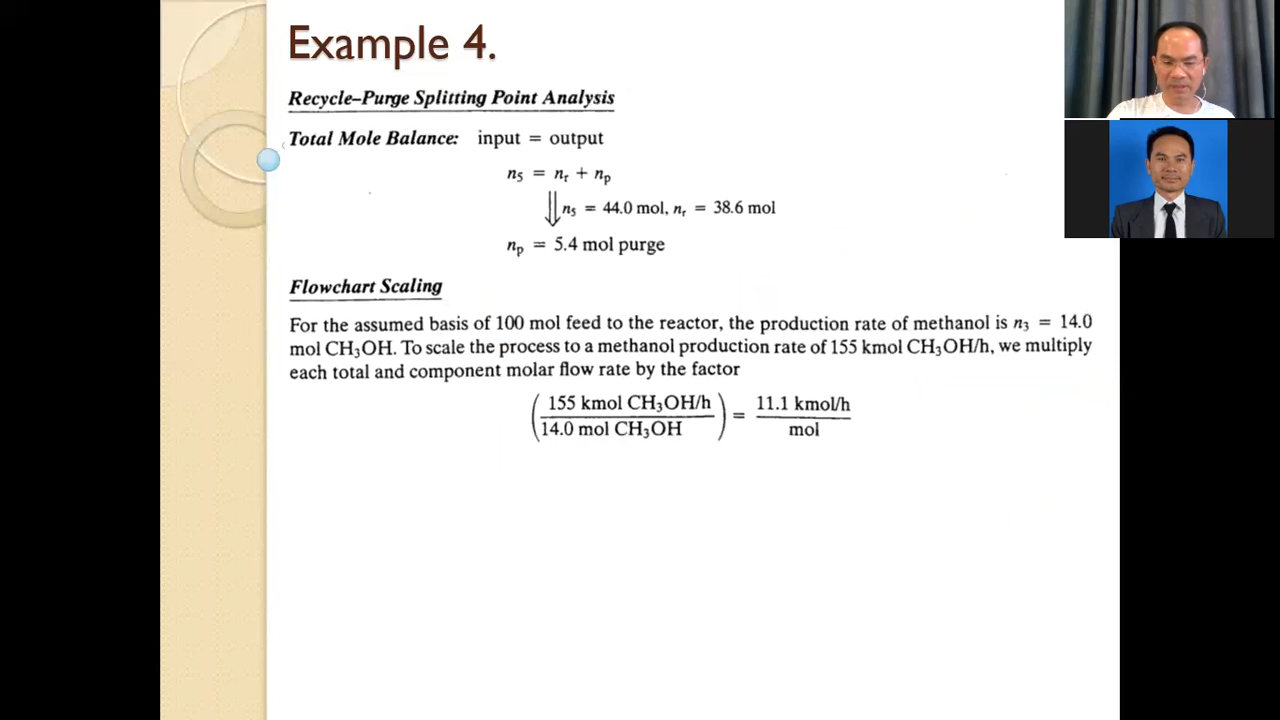 Example 4.
Recycle–Purge Splitting Point Analysis
Total Mole Balance: input = output
n5 = nr + np
⇓ n5 = 44.0 mol, nr = 38.6 mol
np = 5.4 mol purge
Flowchart Scaling
For the assumed basis of 100 mol feed to the reactor, the production rate of methanol is n3 = 14.0
mol CH3OH. To scale the process to a methanol production rate of 155 kmol CH3OH/h, we multiply
each total and component molar flow rate by the factor
(155 kmol CH3OH/h / 14.0 mol CH3OH) = 11.1 kmol/h / mol